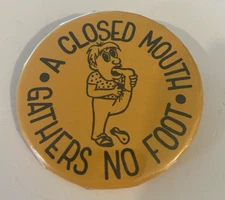 • A CLOSED MOUTH •
GATHERS NO FOOT